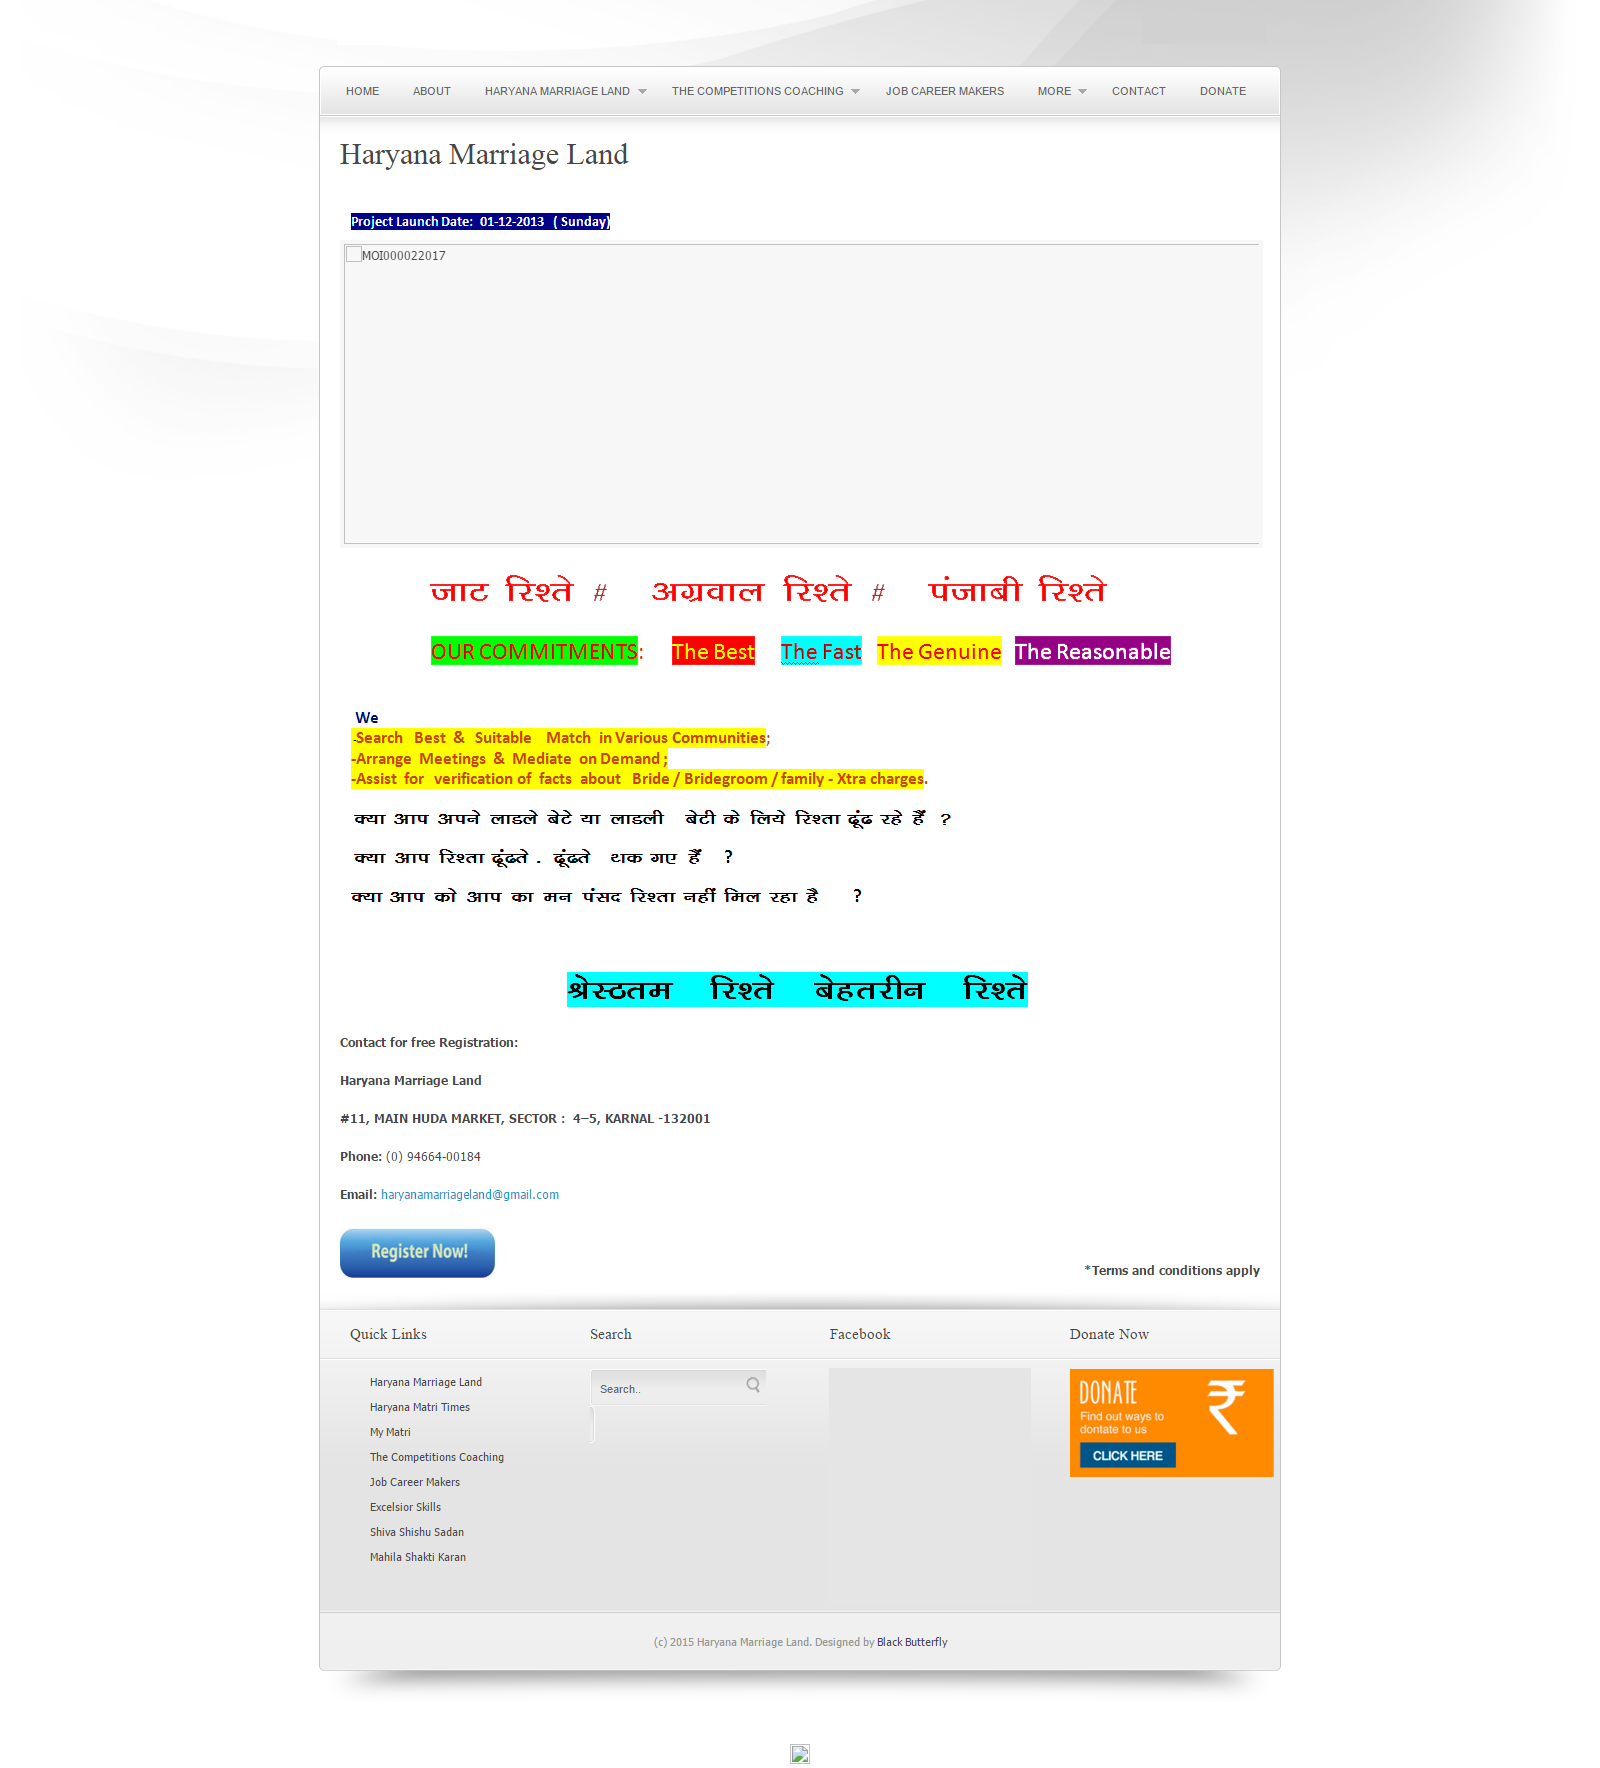 HOME ABOUT HARYANA MARRIAGE LAND THE COMPETITIONS COACHING JOB CAREER MAKERS MORE CONTACT DONATE
Haryana Marriage Land
Project Launch Date: 01-12-2013 ( Sunday)
MOI000022017
जाट रिश्ते # अग्रवाल रिश्ते # पंजाबी रिश्ते
OUR COMMITMENTS: The Best The Fast The Genuine The Reasonable
We
-Search Best & Suitable Match in Various Communities;
-Arrange Meetings & Mediate on Demand ;
-Assist for verification of facts about Bride / Bridegroom / family - Xtra charges.
क्या आप अपने लाडले बेटे या लाडली बेटी के लिये रिश्ता ढूंढ रहे हैं ?
क्या आप रिश्ता ढूंढते . ढूंढते थक गए हैं ?
क्या आप को आप का मन पंसद रिश्ता नहीं मिल रहा है ?
श्रेस्ठतम रिश्ते बेहतरीन रिश्ते
Contact for free Registration:
Haryana Marriage Land
#11, MAIN HUDA MARKET, SECTOR : 4–5, KARNAL -132001
Phone: (0) 94664-00184
Email: haryanamarriageland@gmail.com
Register Now!
*Terms and conditions apply
Quick Links Search Facebook Donate Now
Haryana Marriage Land
Haryana Matri Times
My Matri
The Competitions Coaching
Job Career Makers
Excelsior Skills
Shiva Shishu Sadan
Mahila Shakti Karan
Search..
DONATE ₹
Find out ways to
dontate to us
CLICK HERE
(c) 2015 Haryana Marriage Land. Designed by Black Butterfly